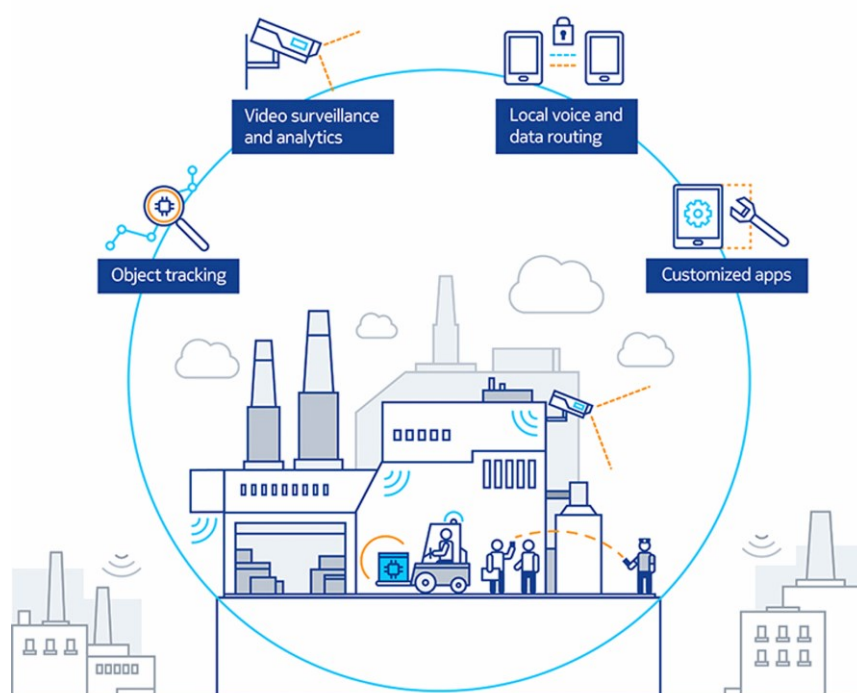 Video surveillance
and analytics
Local voice and
data routing
Object tracking
Customized apps